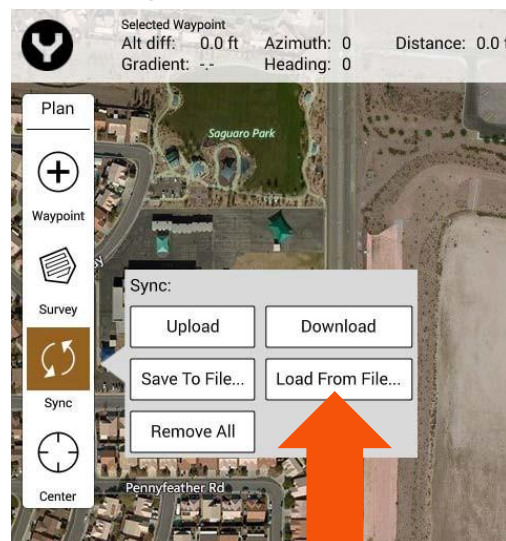 Selected Waypoint
Alt diff: 0.0 ft Azimuth: 0 Distance: 0.0
Gradient: -.- Heading: 0
Plan
Saguaro Park
Waypoint
Survey
Sync:
Upload Download
Save To File... Load From File...
Sync
Remove All
Center
Pennyfeather Rd